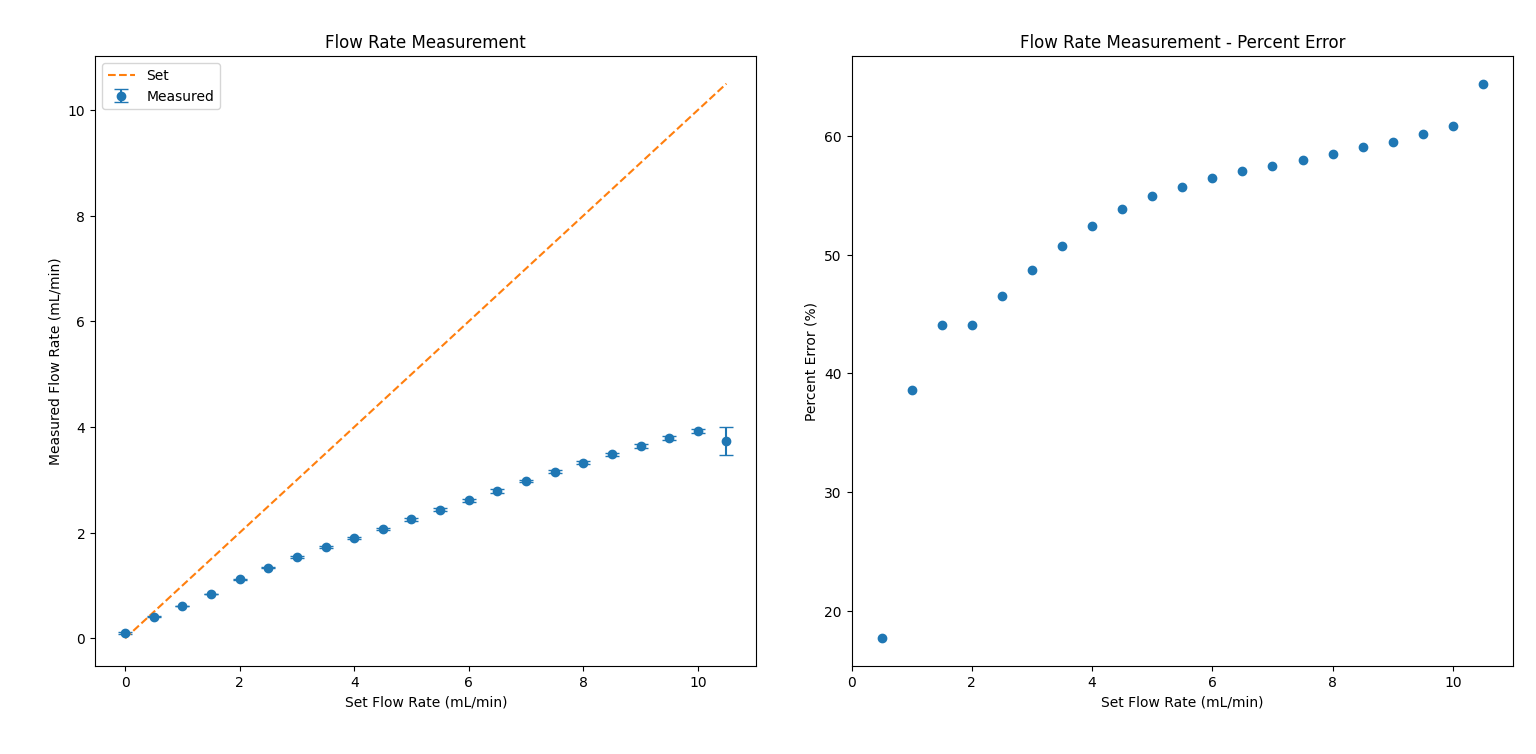 Flow Rate Measurement
Set
Measured
10
8
6
4
2
0
Measured Flow Rate (mL/min)
0 2 4 6 8 10
Set Flow Rate (mL/min)
Flow Rate Measurement - Percent Error
60
50
40
30
20
Percent Error (%)
0 2 4 6 8 10
Set Flow Rate (mL/min)